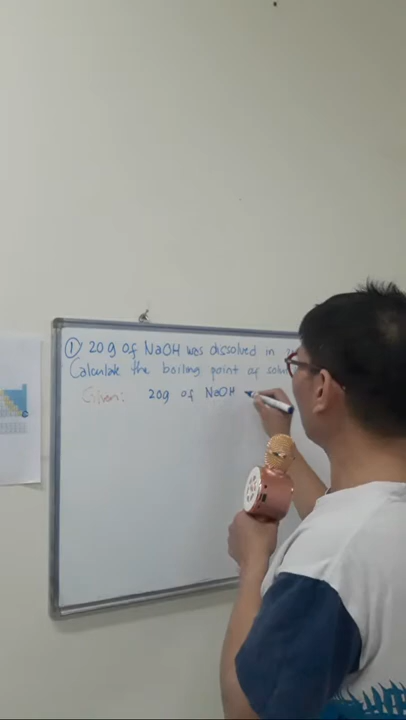 ① 20g of NaOH was dissolved in
Calculate the boiling point of
Given: 20g of NaOH